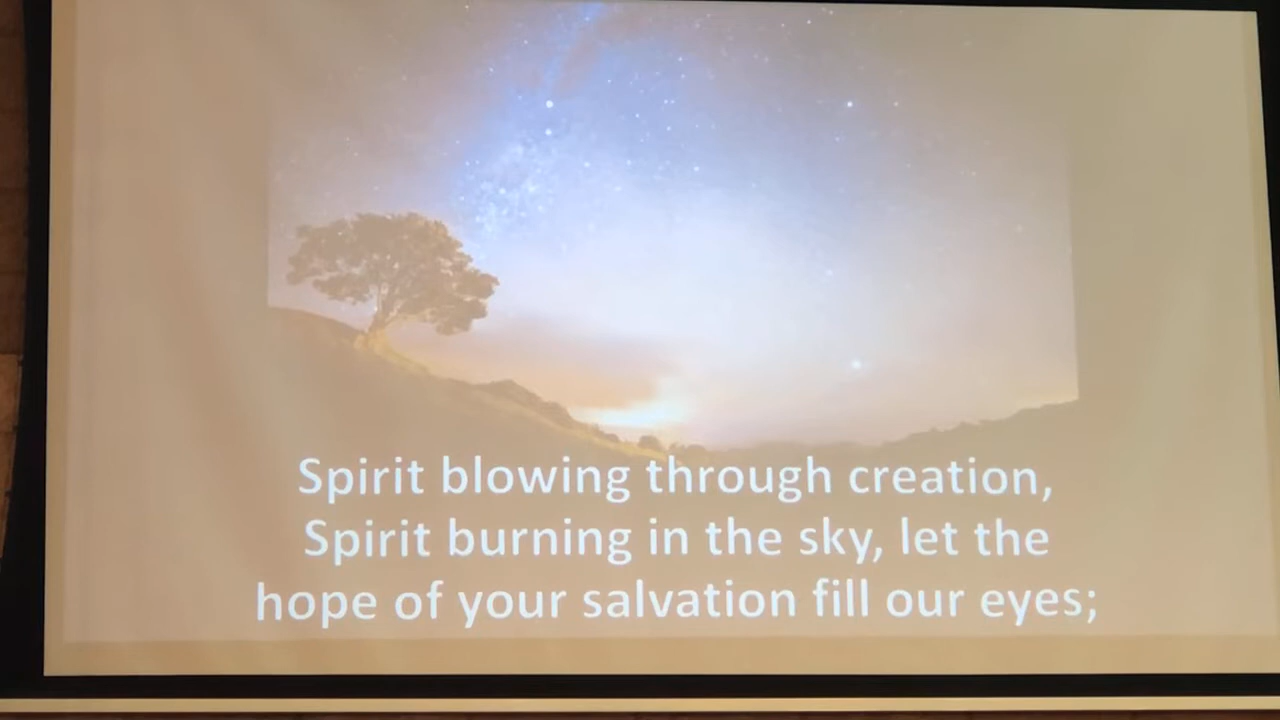 Spirit blowing through creation,
Spirit burning in the sky, let the
hope of your salvation fill our eyes;